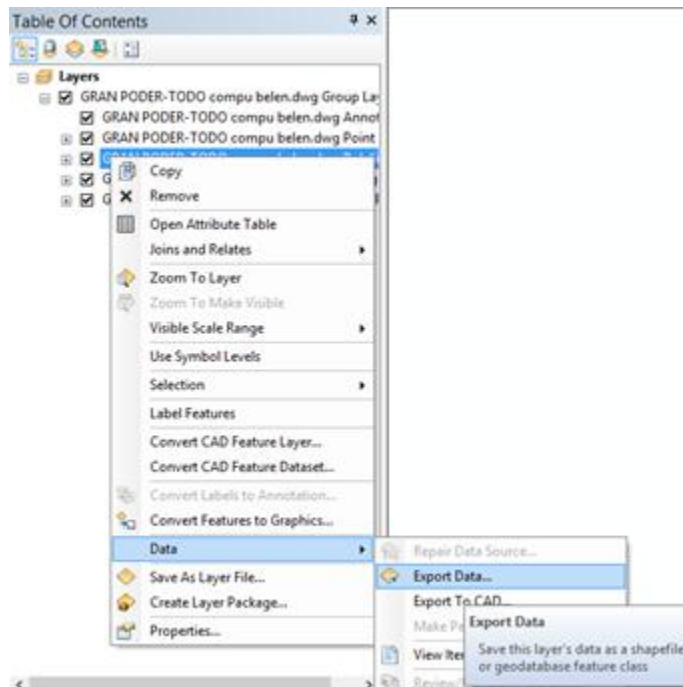 Table Of Contents
Layers
GRAN PODER-TODO compu belen.dwg Group La
GRAN PODER-TODO compu belen.dwg Annot
GRAN PODER-TODO compu belen.dwg Point
G
G
Copy
Remove
Open Attribute Table
Joins and Relates
Zoom To Layer
Zoom To Make Visible
Visible Scale Range
Use Symbol Levels
Selection
Label Features
Convert CAD Feature Layer...
Convert CAD Feature Dataset...
Convert Labels to Annotation...
Convert Features to Graphics...
Data
Repair Data Source...
Save As Layer File...
Export Data...
Create Layer Package...
Export To CAD...
Make Pe
Export Data
Properties...
View Iter
Save this layer's data as a shapefile
or geodatabase feature class